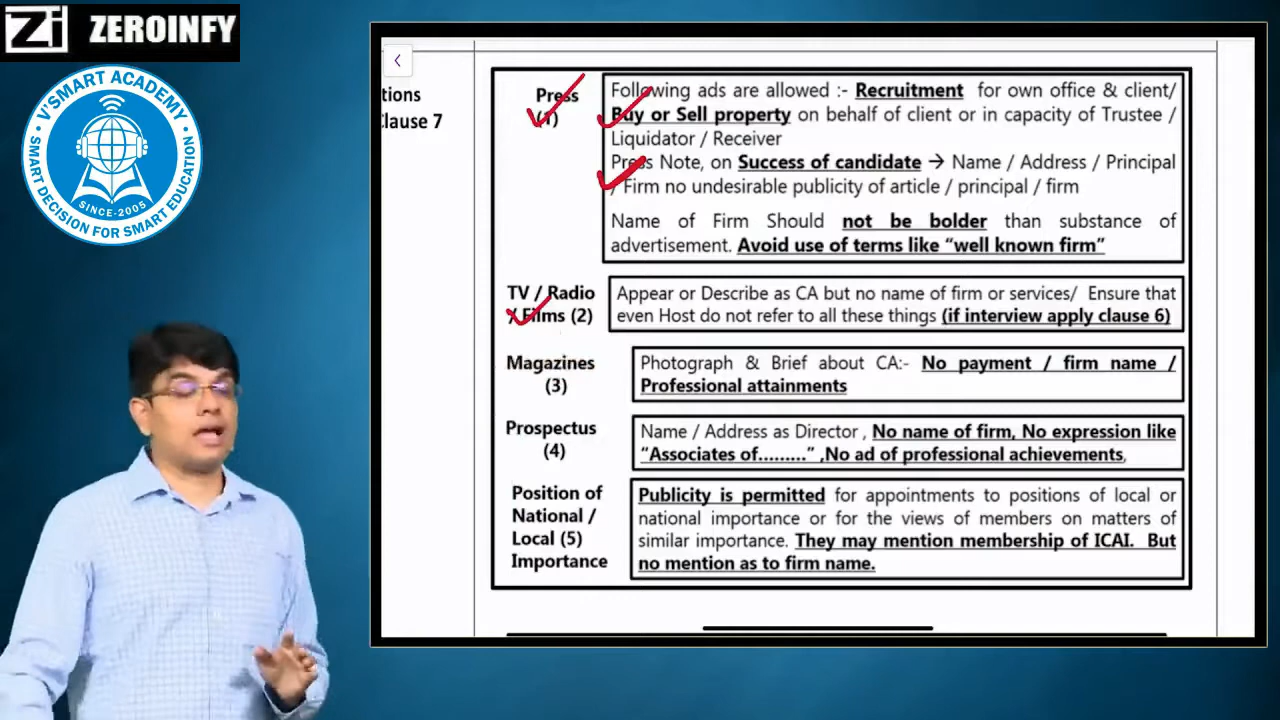 Zi ZEROINFY
V'SMART ACADEMY
SMART DECISION FOR SMART EDUCATION
SINCE-2005
tions
Clause 7
Press
(1)
Following ads are allowed :- Recruitment for own office & client/
Buy or Sell property on behalf of client or in capacity of Trustee /
Liquidator / Receiver
Press Note, on Success of candidate → Name / Address / Principal
/ Firm no undesirable publicity of article / principal / firm
Name of Firm Should not be bolder than substance of
advertisement. Avoid use of terms like “well known firm”
TV / Radio
/ Films (2)
Appear or Describe as CA but no name of firm or services/ Ensure that
even Host do not refer to all these things (if interview apply clause 6)
Magazines
(3)
Photograph & Brief about CA:- No payment / firm name /
Professional attainments
Prospectus
(4)
Name / Address as Director , No name of firm, No expression like
“Associates of.........” ,No ad of professional achievements,
Position of
National /
Local (5)
Importance
Publicity is permitted for appointments to positions of local or
national importance or for the views of members on matters of
similar importance. They may mention membership of ICAI. But
no mention as to firm name.